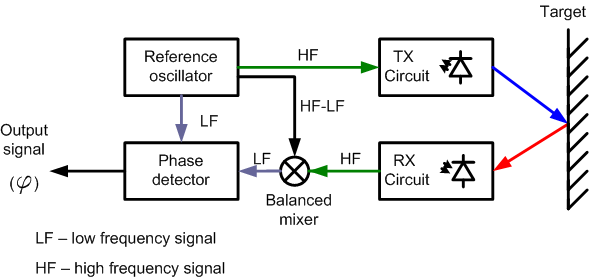 Target
Reference
oscillator
HF
TX
Circuit
LF
HF-LF
Output
signal
(φ)
Phase
detector
LF
HF
RX
Circuit
Balanced
mixer
LF – low frequency signal
HF – high frequency signal